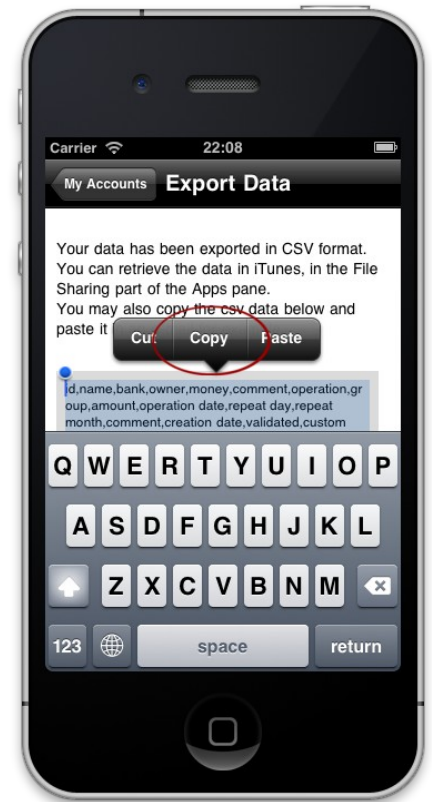 Carrier 22:08
My Accounts Export Data
Your data has been exported in CSV format.
You can retrieve the data in iTunes, in the File
Sharing part of the Apps pane.
You may also copy the csv data below and
paste it
Cut Copy Paste
id,name,bank,owner,money,comment,operation,gr
oup,amount,operation date,repeat day,repeat
month,comment,creation date,validated,custom
Q W E R T Y U I O P
A S D F G H J K L
Z X C V B N M
123 space return